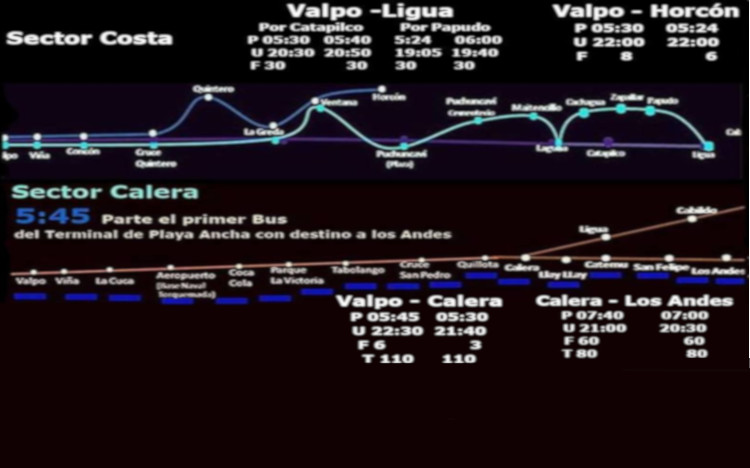 Valpo -Ligua
Valpo - Horcón
Sector Costa
Por Catapilco Por Papudo
P 05:30 05:40 5:24 06:00
U 20:30 20:50 19:05 19:40
F 30 30 30 30
P 05:30 05:24
U 22:00 22:00
F 8 6
Quintero
Ventana
Horcón
La Greda
Puchuncaví
Maitencillo
Cachagua
Zapallar
Papudo
lpo
Viña
Concón
Cruce
Quintero
Puchuncaví
(Plaza)
Laguna
Catapilco
Ligua
Sector Calera
5:45 Parte el primer Bus
del Terminal de Playa Ancha con destino a los Andes
Cabildo
Ligua
Valpo
Viña
La Cuca
Aeropuerto
(Base Naval
Torquemada)
Coca
Cola
Parque
La Victoria
Tabolango
Cruce
San Pedro
Quillota
Calera
LLay LLay
Catemu
San Felipe
Los Andes
Valpo - Calera
P 05:45 05:30
U 22:30 21:40
F 6 3
T 110 110
Calera - Los Andes
P 07:40 07:00
U 21:00 20:30
F 60 60
T 80 80